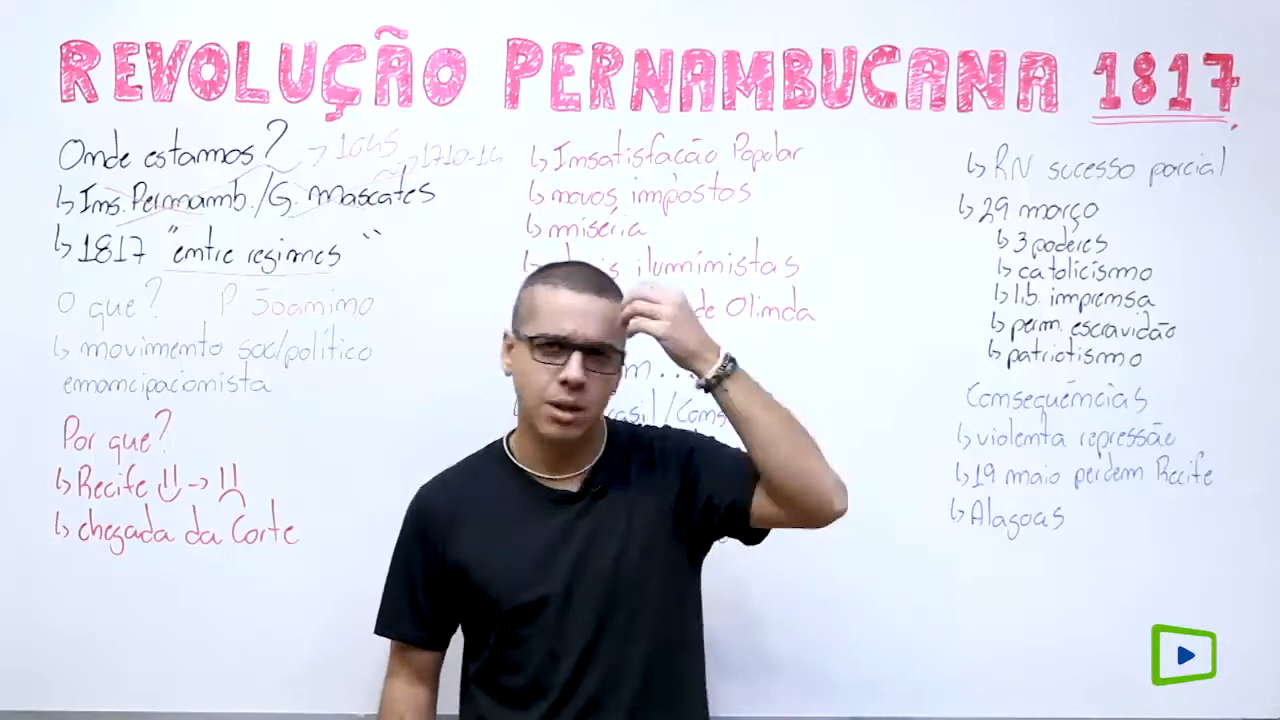 REVOLUÇÃO PERNAMBUCANA 1817
Onde estamos? → 1645
→ 1710-14
↳ Ins. Pernamb./G. mascates
↳ 1817 "entre regimes"
O que? P Joanino
↳ movimento soc/político
emancipacionista
Por que?
↳ Recife → 
↳ chegada da Corte
↳ Insatisfação Popular
↳ novos impostos
↳ miséria
iluministas
de Olinda
↳ RN sucesso parcial
↳ 29 março
↳ 3 poderes
↳ catolicismo
↳ lib. imprensa
↳ perm. escravidão
↳ patriotismo
Consequências
↳ violenta repressão
↳ 19 maio perdem Recife
↳ Alagoas